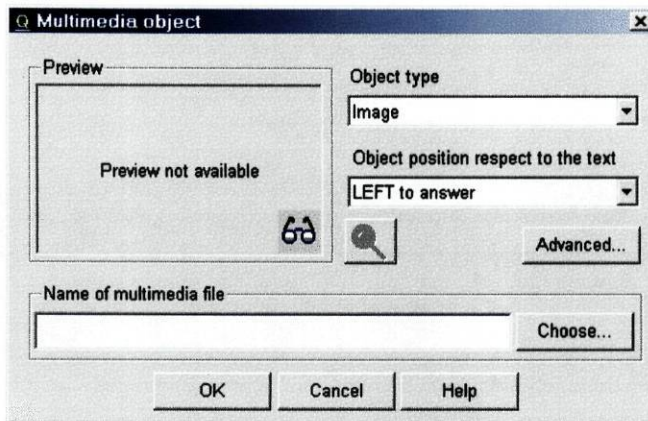 Q Multimedia object
Preview
Preview not available
Object type
Image
Object position respect to the text
LEFT to answer
Advanced...
Name of multimedia file
Choose...
OK
Cancel
Help